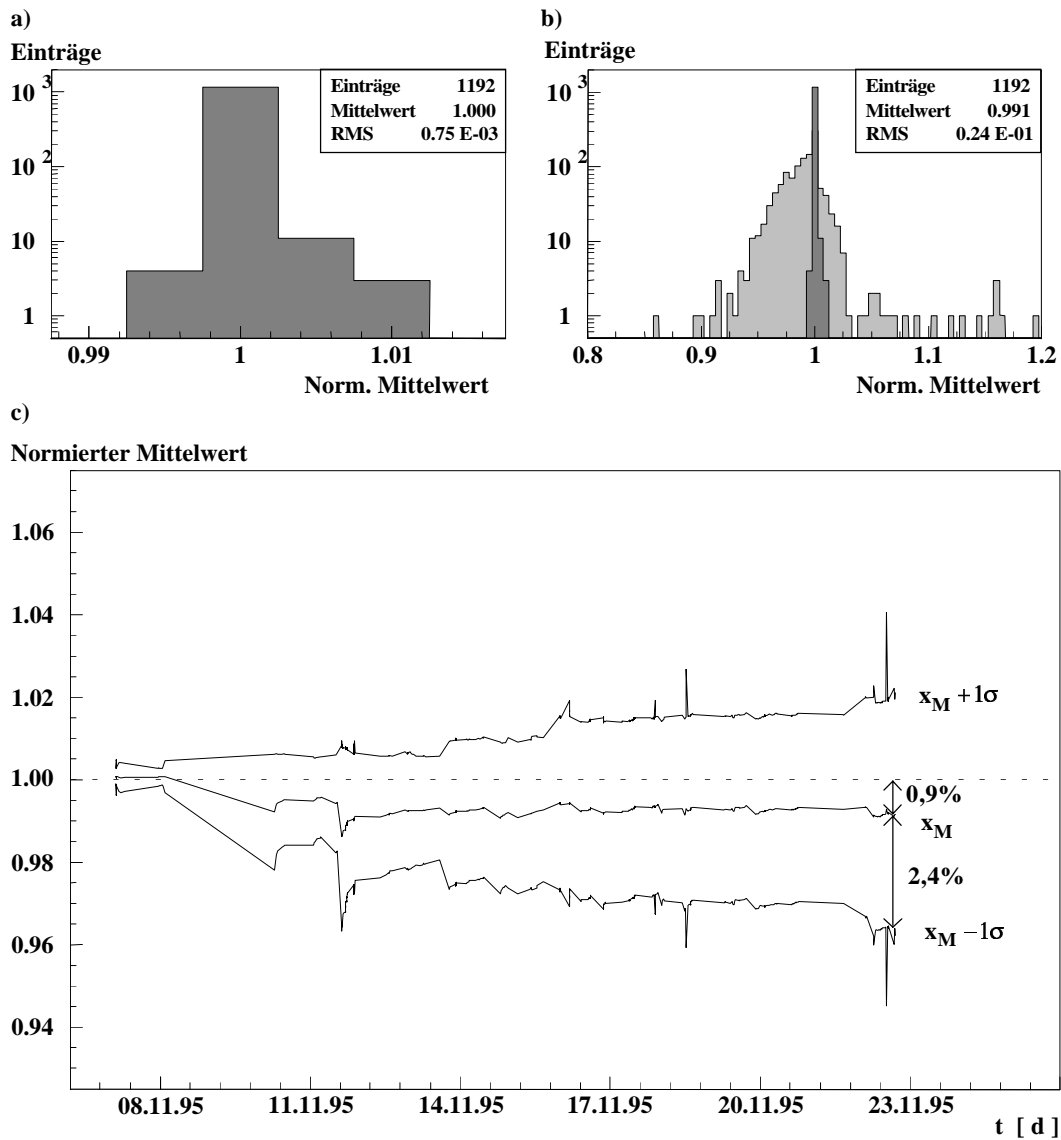 a)
Einträge
10 3
10 2
10
1
Einträge 1192
Mittelwert 1.000
RMS 0.75 E-03
0.99 1 1.01
Norm. Mittelwert
b)
Einträge
10 3
10 2
10
1
Einträge 1192
Mittelwert 0.991
RMS 0.24 E-01
0.8 0.9 1 1.1 1.2
Norm. Mittelwert
c)
Normierter Mittelwert
1.06
1.04
1.02
1.00
0.98
0.96
0.94
x_M +1σ
0,9%
x_M
2,4%
x_M −1σ
08.11.95 11.11.95 14.11.95 17.11.95 20.11.95 23.11.95
t [ d ]